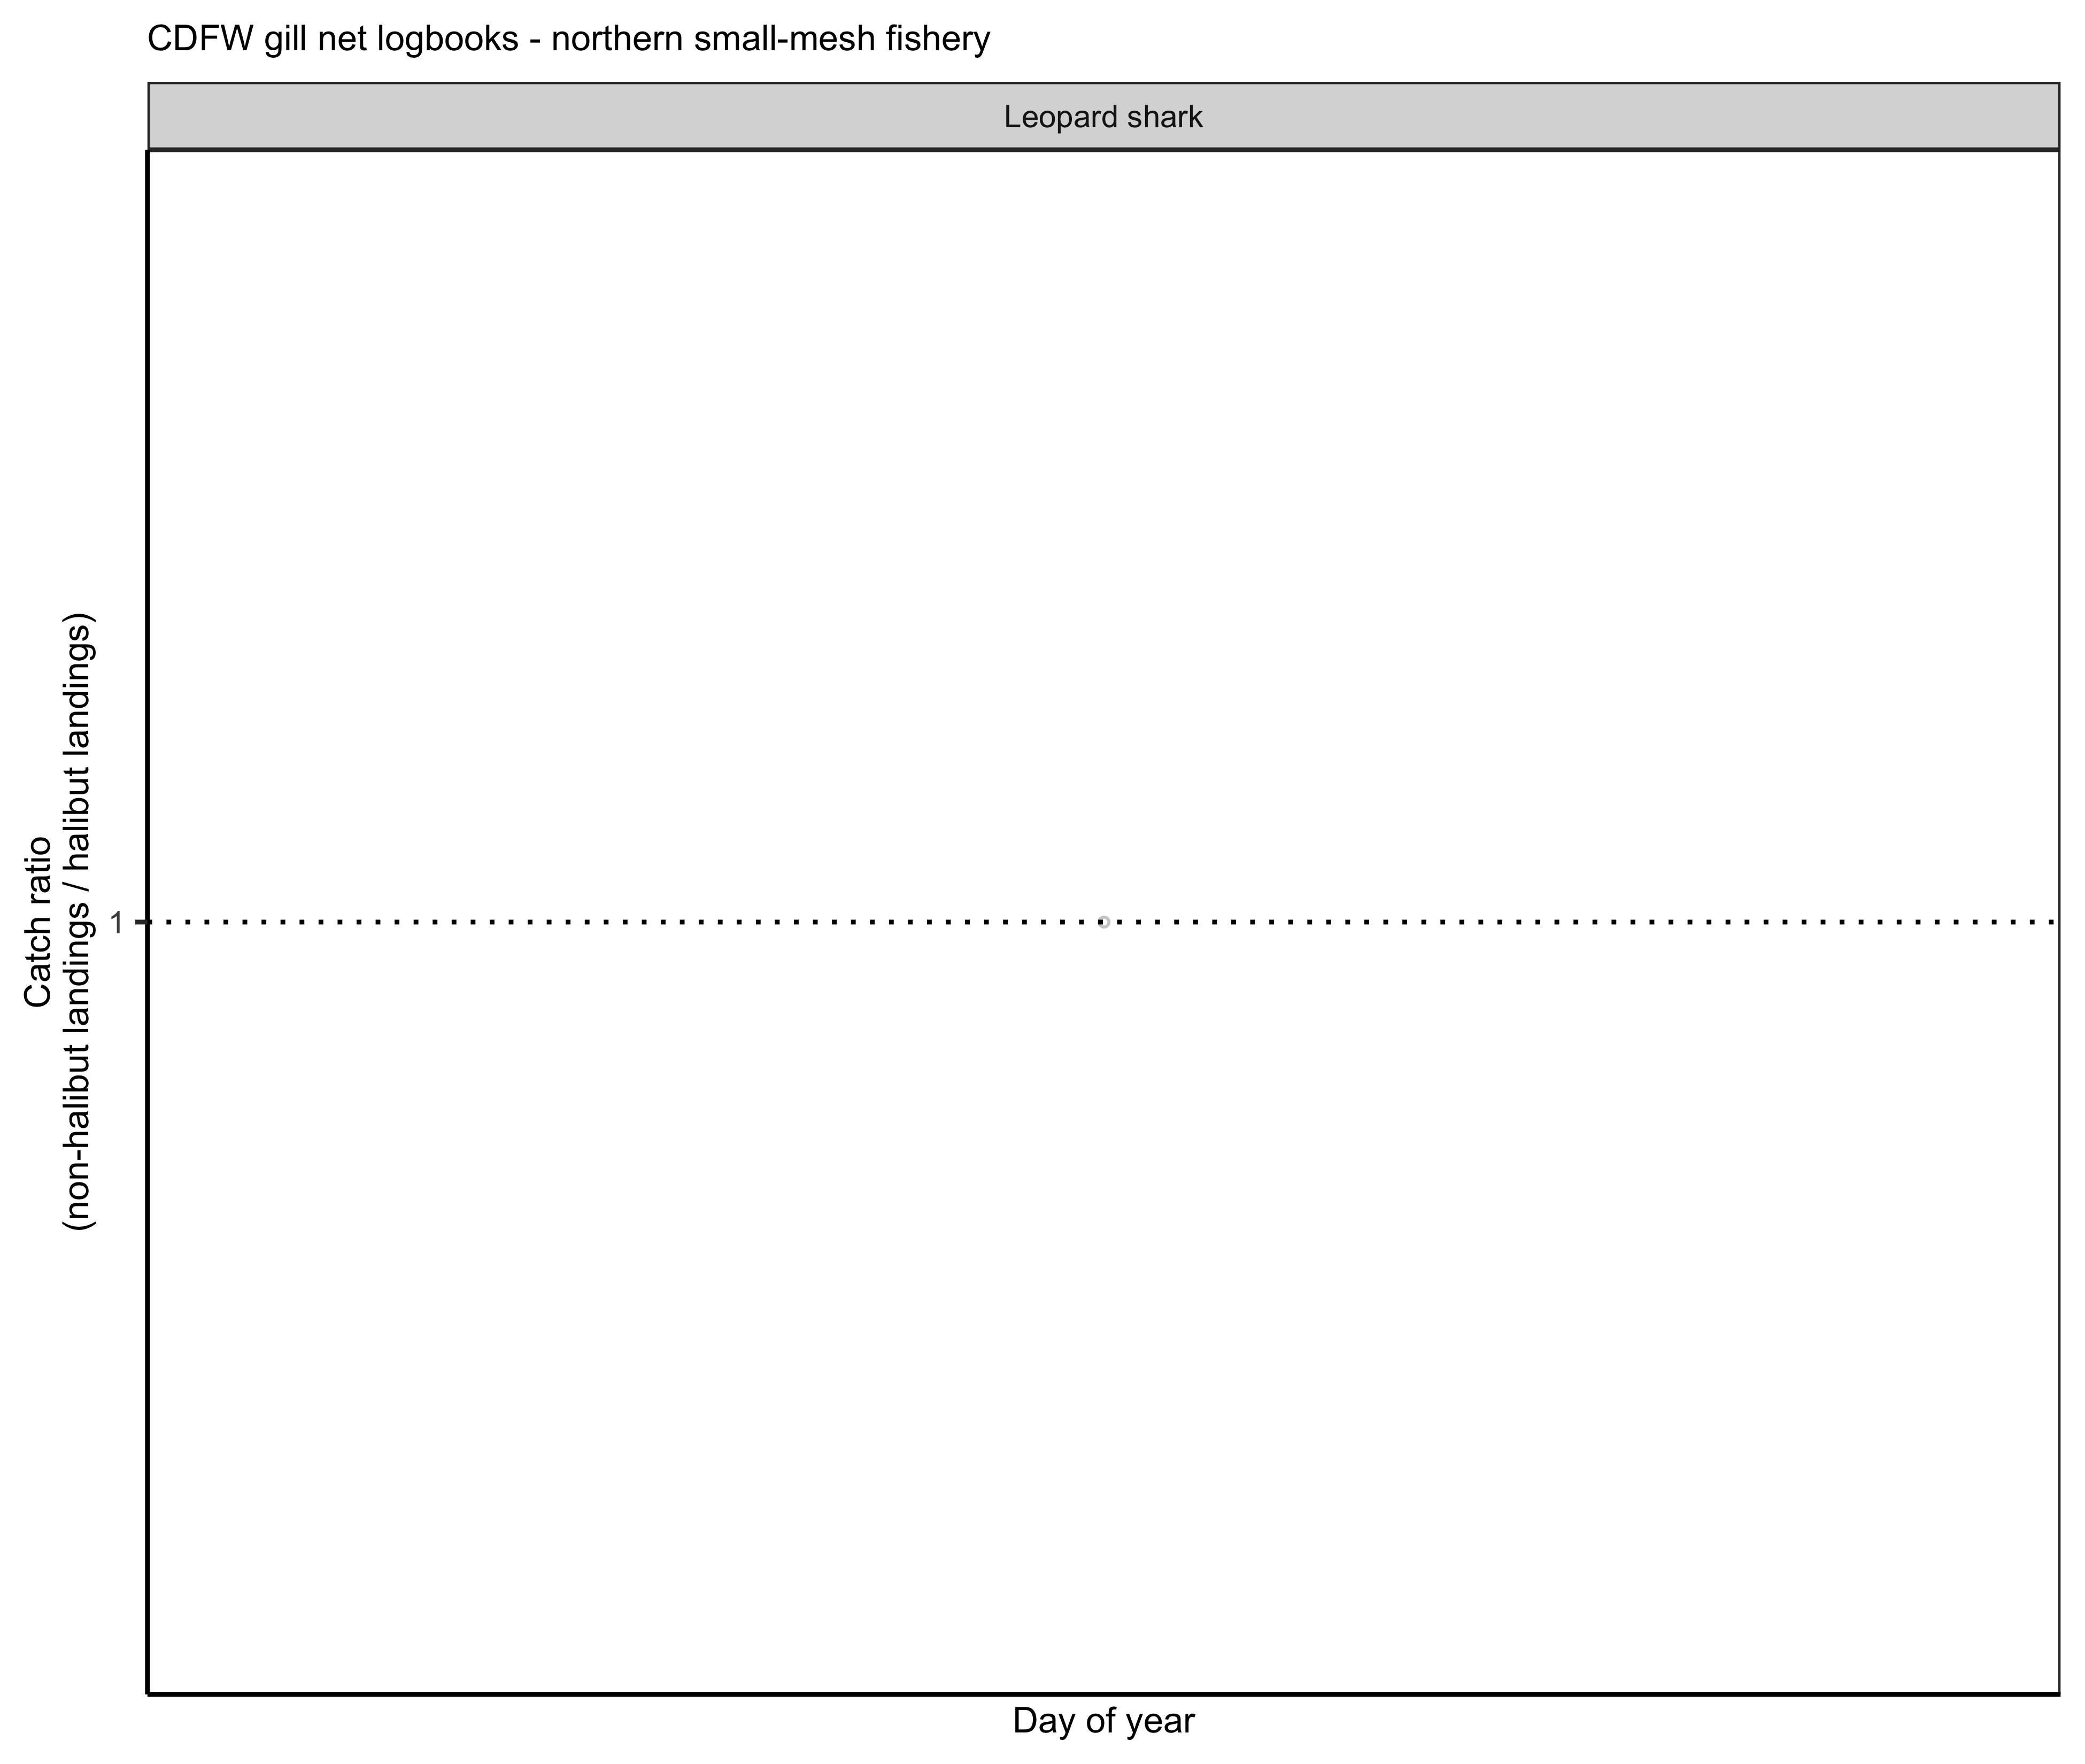 CDFW gill net logbooks - northern small-mesh fishery
Leopard shark
Catch ratio
(non-halibut landings / halibut landings)
1
Day of year